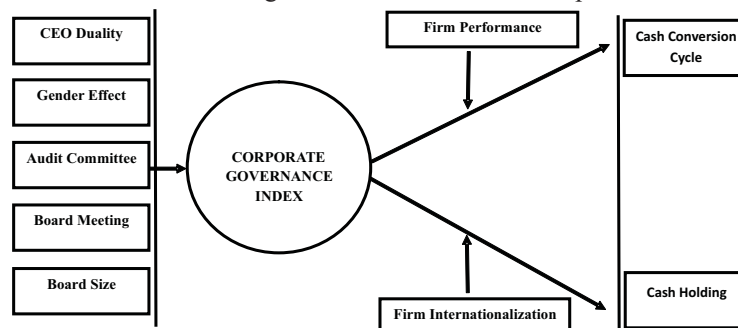 CEO Duality
Gender Effect
Audit Committee
Board Meeting
Board Size
CORPORATE
GOVERNANCE
INDEX
Firm Performance
Firm Internationalization
Cash Conversion
Cycle
Cash Holding